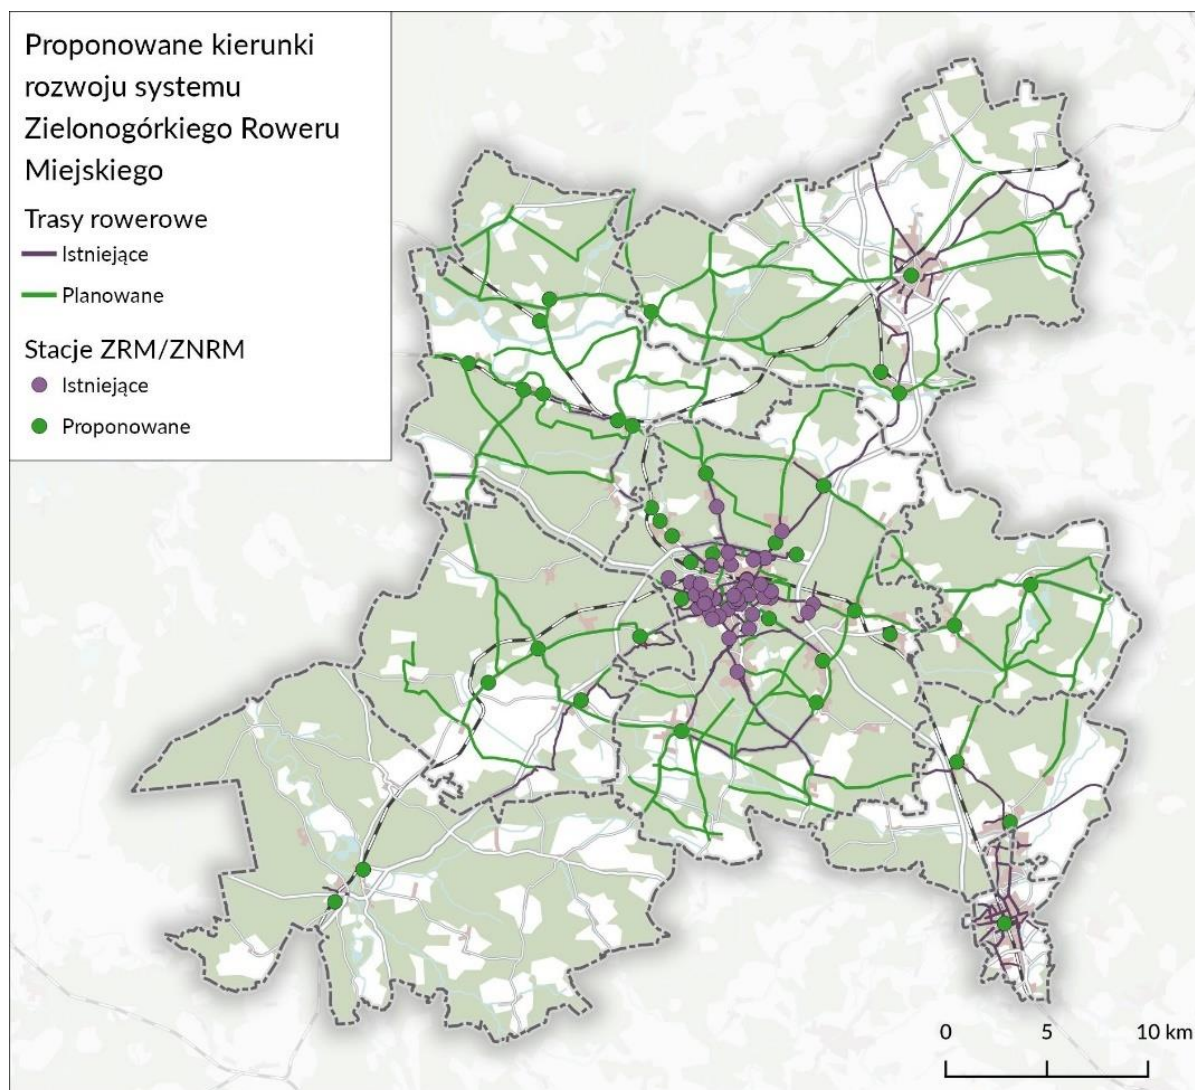 Proponowane kierunki
rozwoju systemu
Zielonogórkiego Roweru
Miejskiego
Trasy rowerowe
Istniejące
Planowane
Stacje ZRM/ZNRM
Istniejące
Proponowane
0 5 10 km